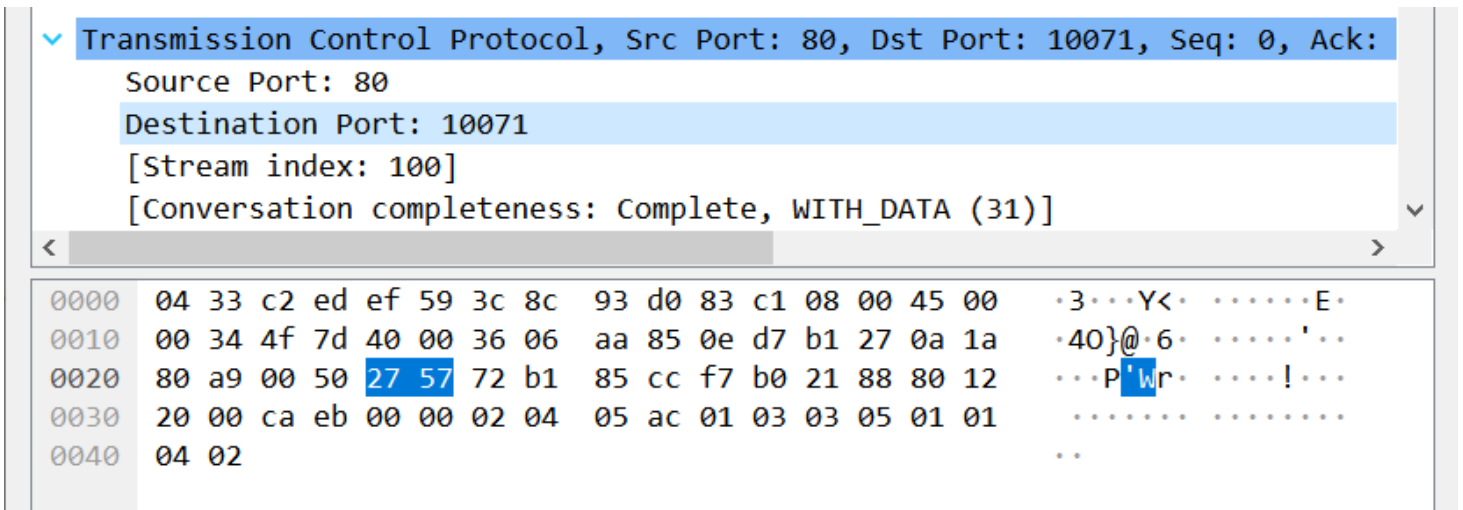 Transmission Control Protocol, Src Port: 80, Dst Port: 10071, Seq: 0, Ack:
Source Port: 80
Destination Port: 10071
[Stream index: 100]
[Conversation completeness: Complete, WITH_DATA (31)]
0000 04 33 c2 ed ef 59 3c 8c 93 d0 83 c1 08 00 45 00 ·3···Y<· ······E·
0010 00 34 4f 7d 40 00 36 06 aa 85 0e d7 b1 27 0a 1a ·4O}@·6· ·····'··
0020 80 a9 00 50 27 57 72 b1 85 cc f7 b0 21 88 80 12 ···P'Wr· ····!···
0030 20 00 ca eb 00 00 02 04 05 ac 01 03 03 05 01 01 ······· ········
0040 04 02 ··